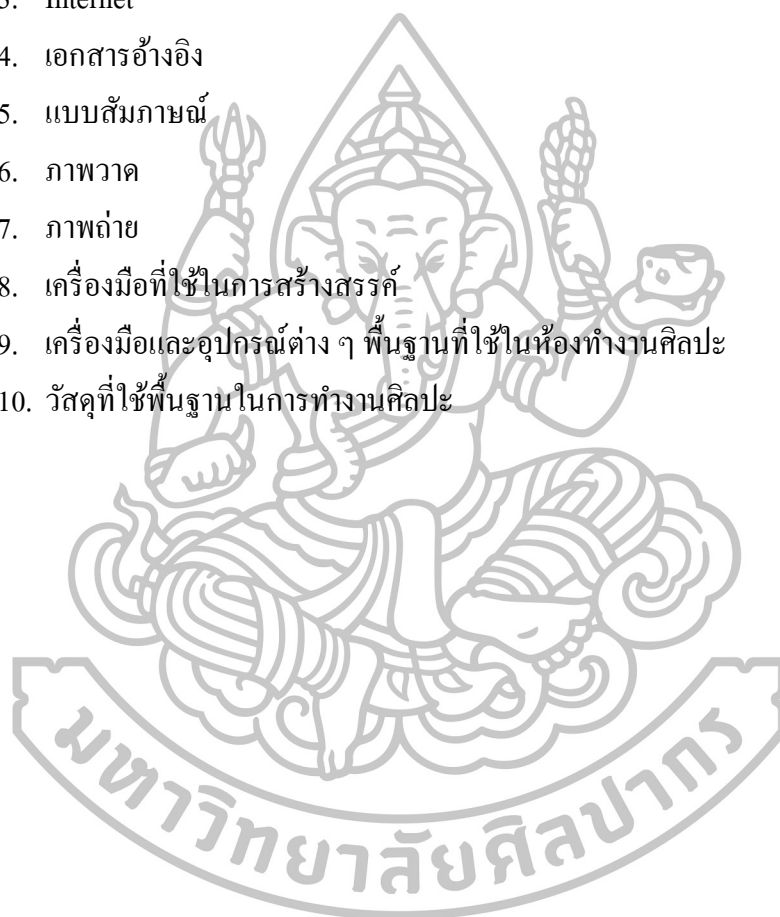 3. Internet
4. เอกสารอ้างอิง
5. แบบสัมภาษณ์
6. ภาพวาด
7. ภาพถ่าย
8. เครื่องมือที่ใช้ในการสร้างสรรค์
9. เครื่องมือและอุปกรณ์ต่าง ๆ พื้นฐานที่ใช้ในห้องทำงานศิลปะ
10. วัสดุที่ใช้พื้นฐานในการทำงานศิลปะ
มหาวิทยาลัยศิลปากร